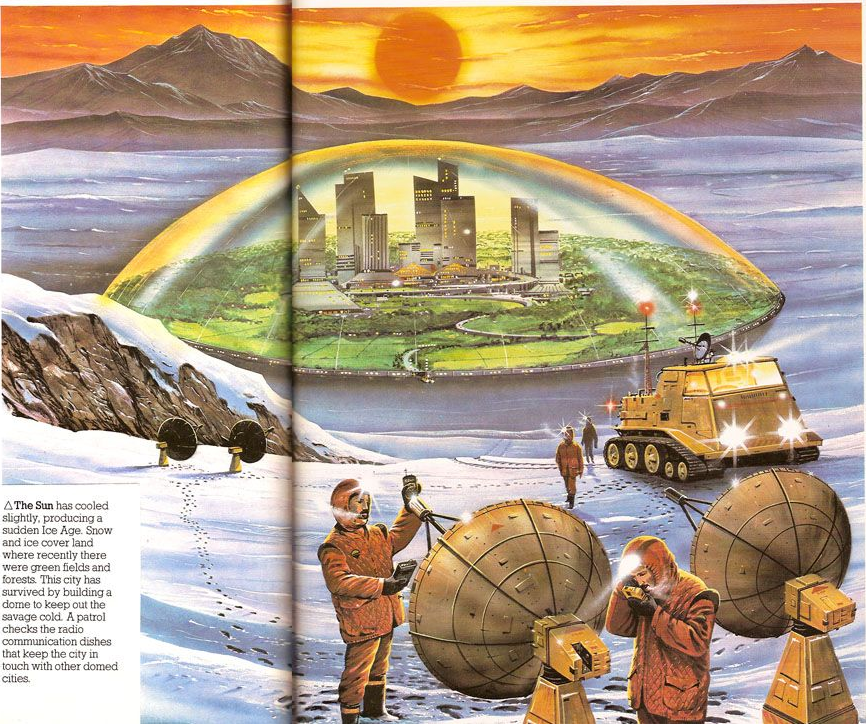 △The Sun has cooled
slightly, producing a
sudden Ice Age. Snow
and ice cover land
where recently there
were green fields and
forests. This city has
survived by building a
dome to keep out the
savage cold. A patrol
checks the radio
communication dishes
that keep the city in
touch with other domed
cities.